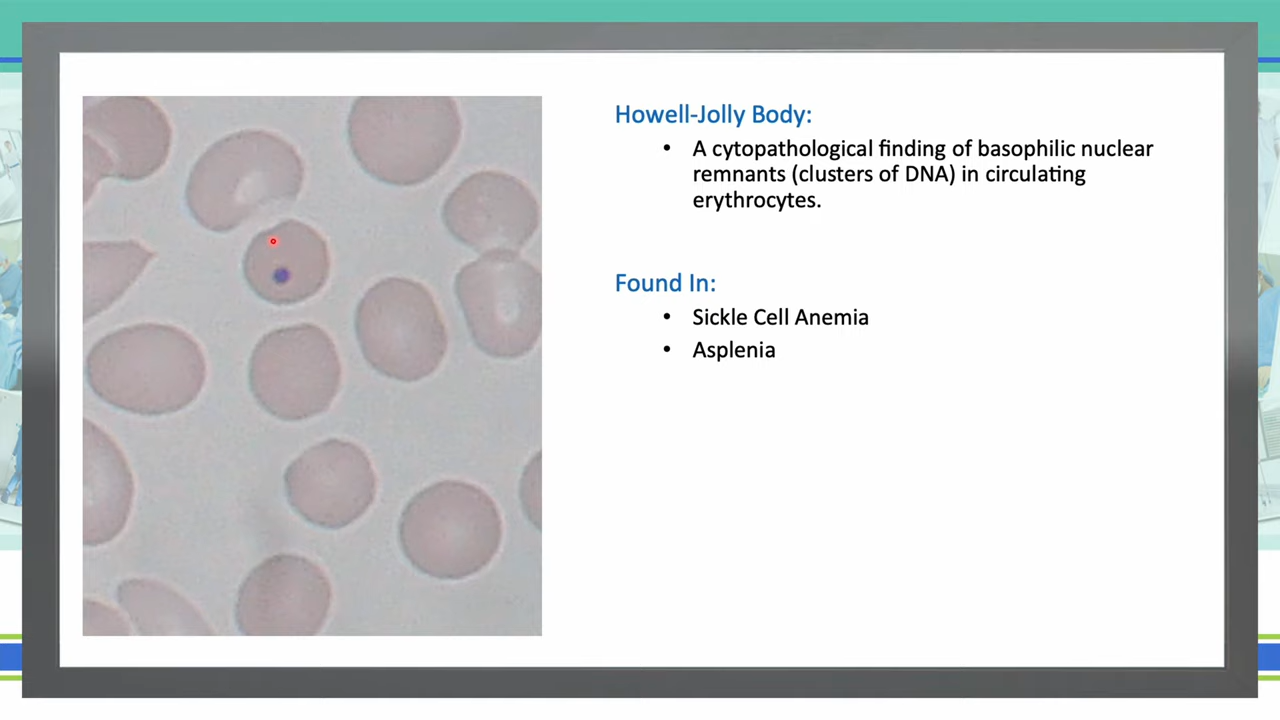 Howell-Jolly Body:
• A cytopathological finding of basophilic nuclear
remnants (clusters of DNA) in circulating
erythrocytes.
Found In:
• Sickle Cell Anemia
• Asplenia